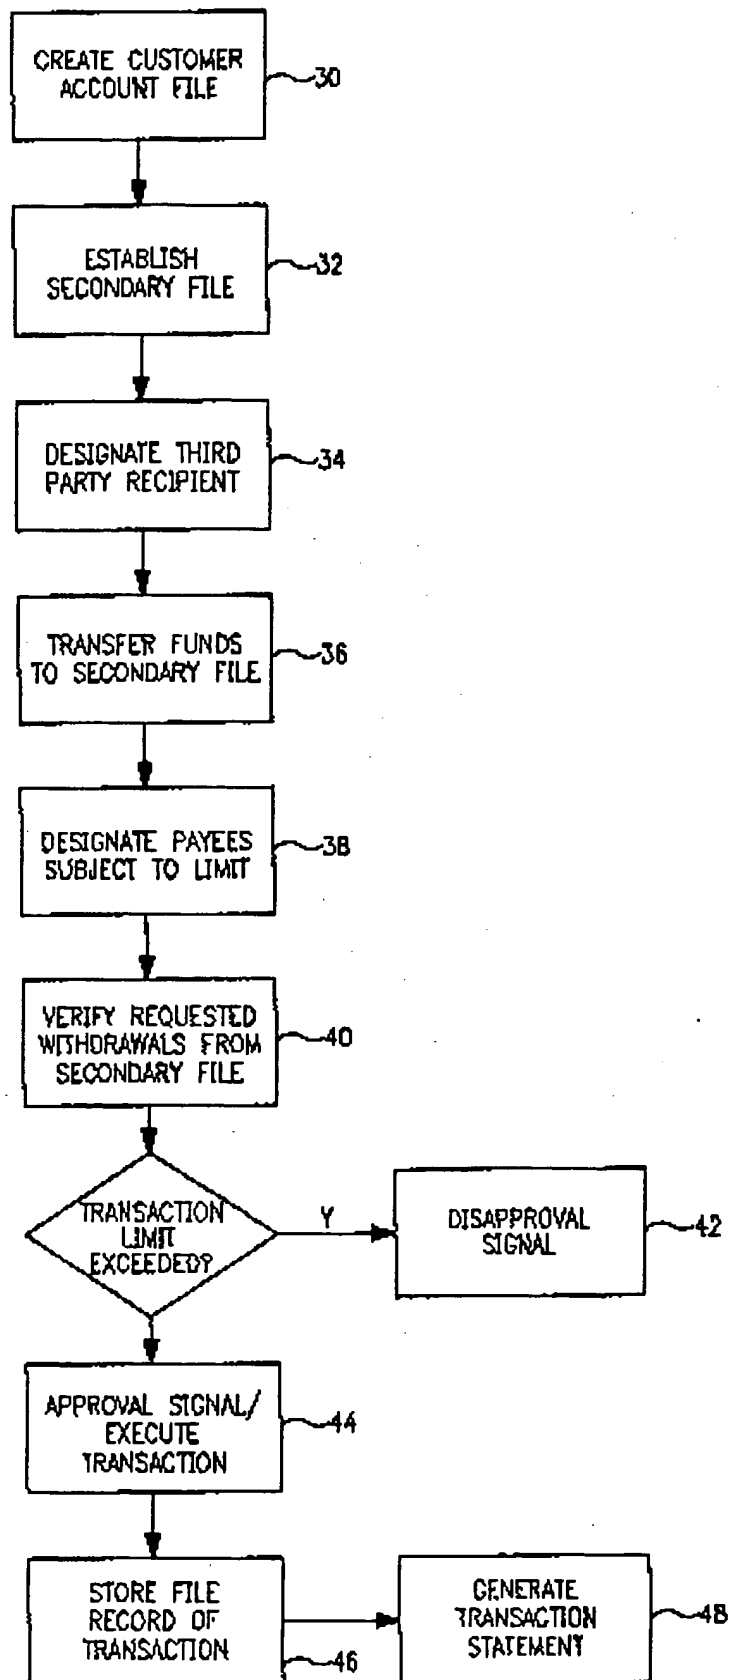 CREATE CUSTOMER
ACCOUNT FILE
30
ESTABLISH
SECONDARY FILE
32
DESIGNATE THIRD
PARTY RECIPIENT
34
TRANSFER FUNDS
TO SECONDARY FILE
36
DESIGNATE PAYEES
SUBJECT TO LIMIT
38
VERIFY REQUESTED
WITHDRAWALS FROM
SECONDARY FILE
40
TRANSACTION
LIMIT
EXCEEDED?
Y
DISAPPROVAL
SIGNAL
42
APPROVAL SIGNAL/
EXECUTE
TRANSACTION
44
STORE FILE
RECORD OF
TRANSACTION
46
GENERATE
TRANSACTION
STATEMENT
48